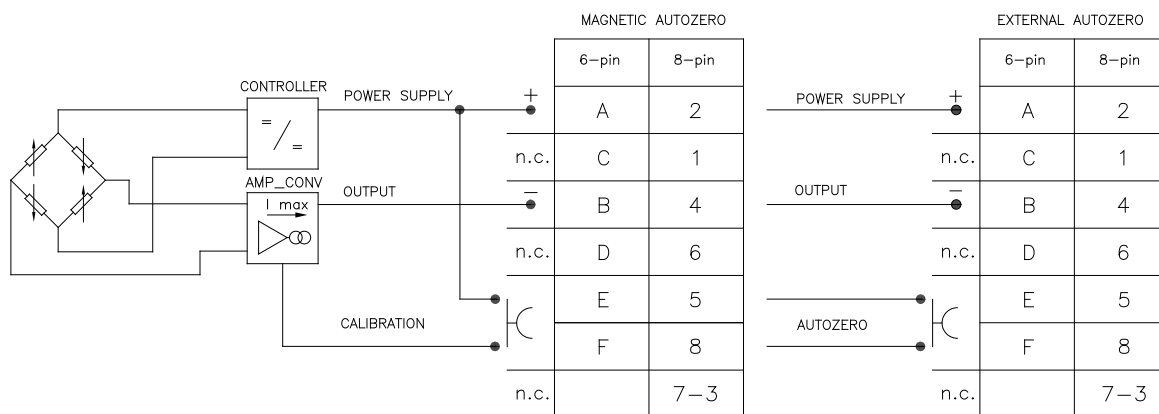 MAGNETIC AUTOZERO EXTERNAL AUTOZERO
6-pin 8-pin 6-pin 8-pin
CONTROLLER
POWER SUPPLY + A 2 POWER SUPPLY + A 2
= / =
n.c. C 1 n.c. C 1
AMP_CONV
OUTPUT - B 4 OUTPUT - B 4
I max
n.c. D 6 n.c. D 6
E 5 E 5
CALIBRATION AUTOZERO
F 8 F 8
n.c. 7-3 n.c. 7-3